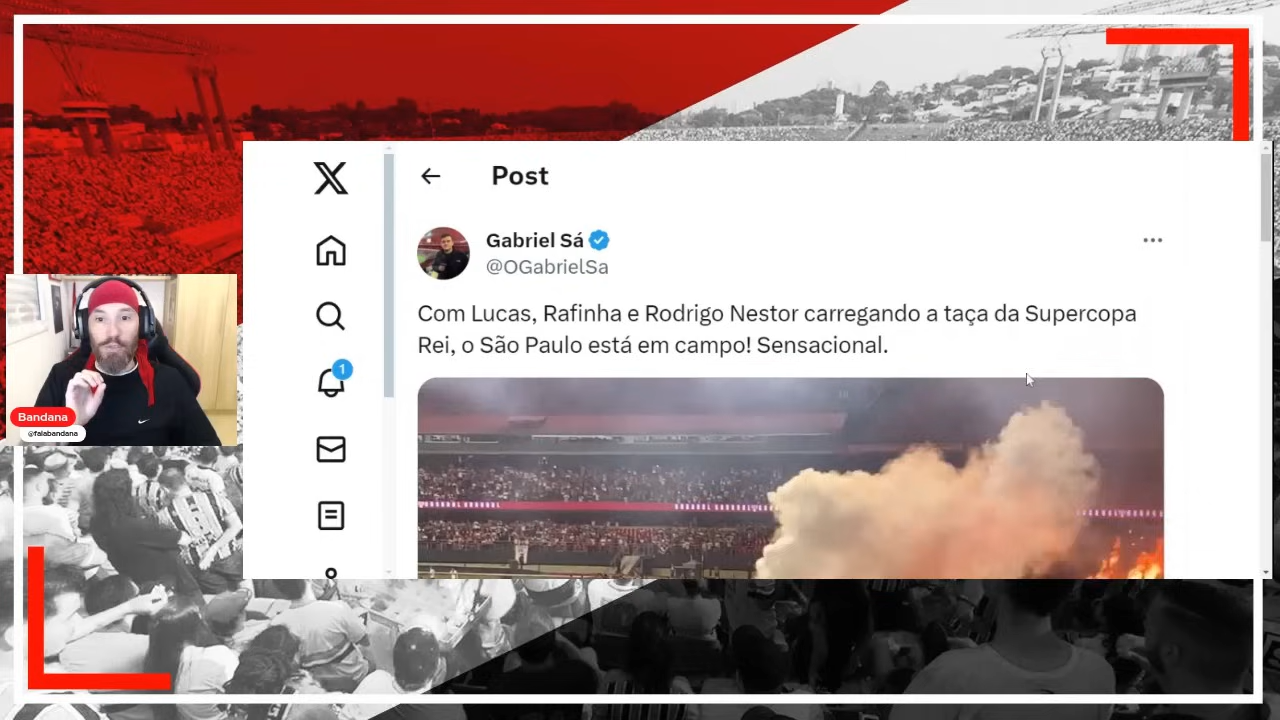 Post
Gabriel Sá
@OGabrielSa
Com Lucas, Rafinha e Rodrigo Nestor carregando a taça da Supercopa
Rei, o São Paulo está em campo! Sensacional.
1
Bandana
@falabandana